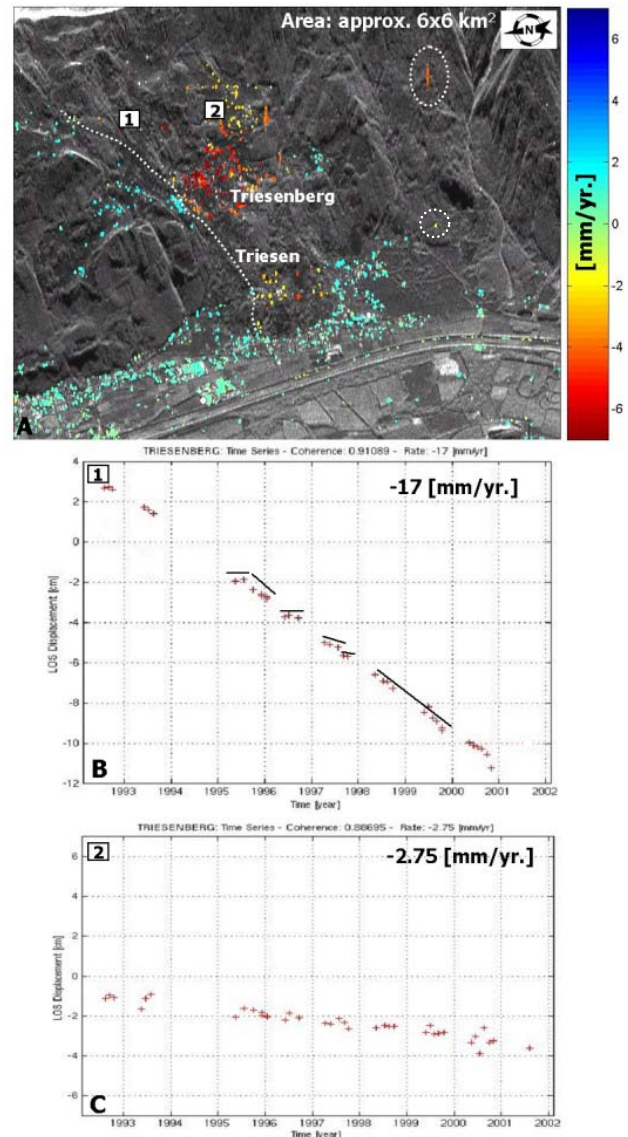 Area: approx. 6x6 km²
N
1
2
Triesenberg
Triesen
A
6
4
2
0
-2
-4
-6
[mm/yr.]
TRIESENBERG: Time Series - Coherence: 0.91089 - Rate: -17 [mm/yr]
1
-17 [mm/yr.]
4
2
0
-2
-4
-6
-8
-10
-12
LOS Displacement [cm]
B
1993 1994 1995 1996 1997 1998 1999 2000 2001 2002
Time [year]
TRIESENBERG: Time Series - Coherence: 0.88695 - Rate: -2.75 [mm/yr]
2
-2.75 [mm/yr.]
6
4
2
0
-2
-4
-6
LOS Displacement [cm]
C
1993 1994 1995 1996 1997 1998 1999 2000 2001 2002
Time [year]